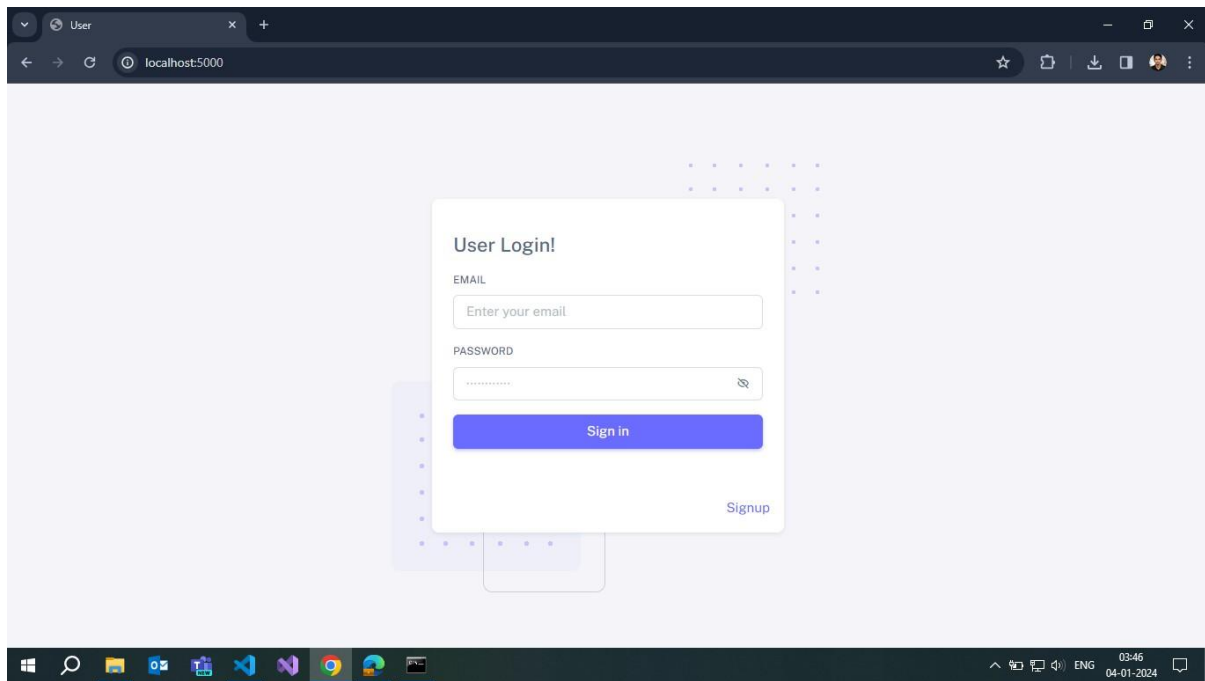 User
localhost:5000
User Login!
EMAIL
Enter your email
PASSWORD
Sign in
Signup
ENG
03:46
04-01-2024